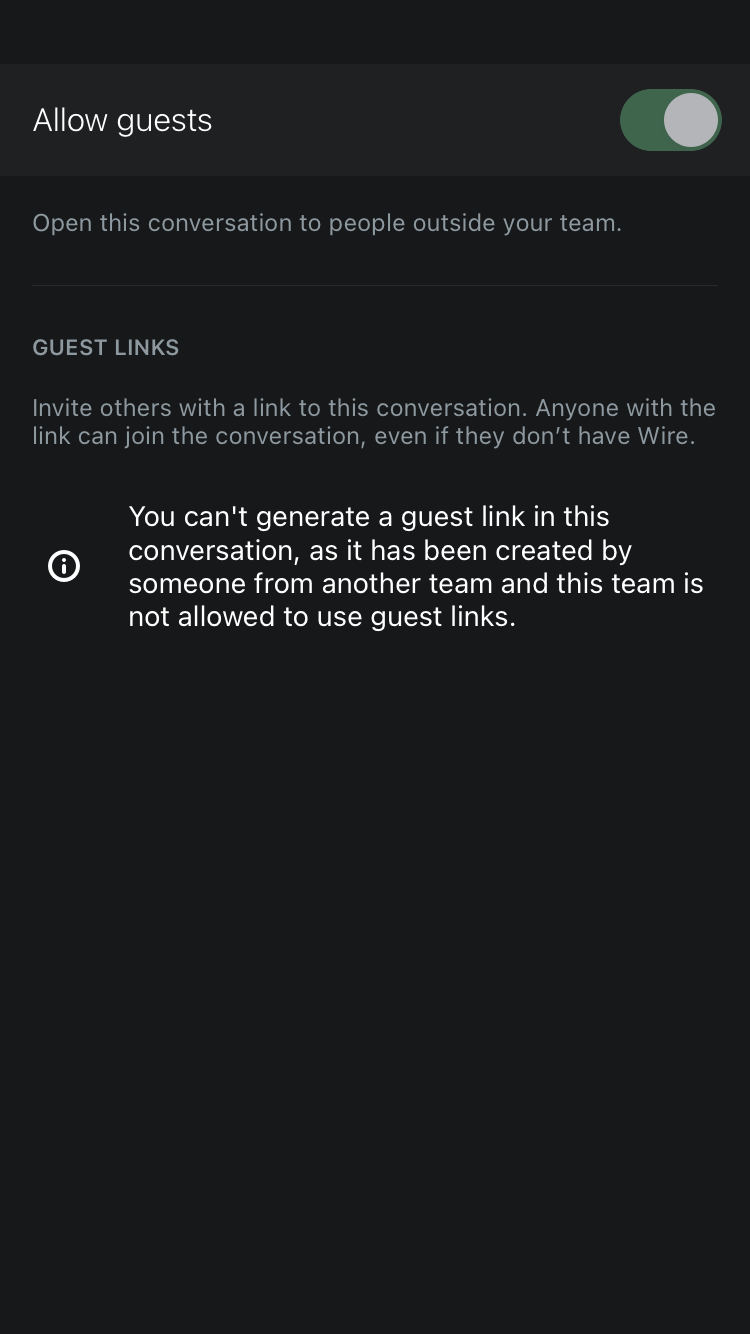 Allow guests
Open this conversation to people outside your team.
GUEST LINKS
Invite others with a link to this conversation. Anyone with the
link can join the conversation, even if they don’t have Wire.
You can't generate a guest link in this
conversation, as it has been created by
someone from another team and this team is
not allowed to use guest links.